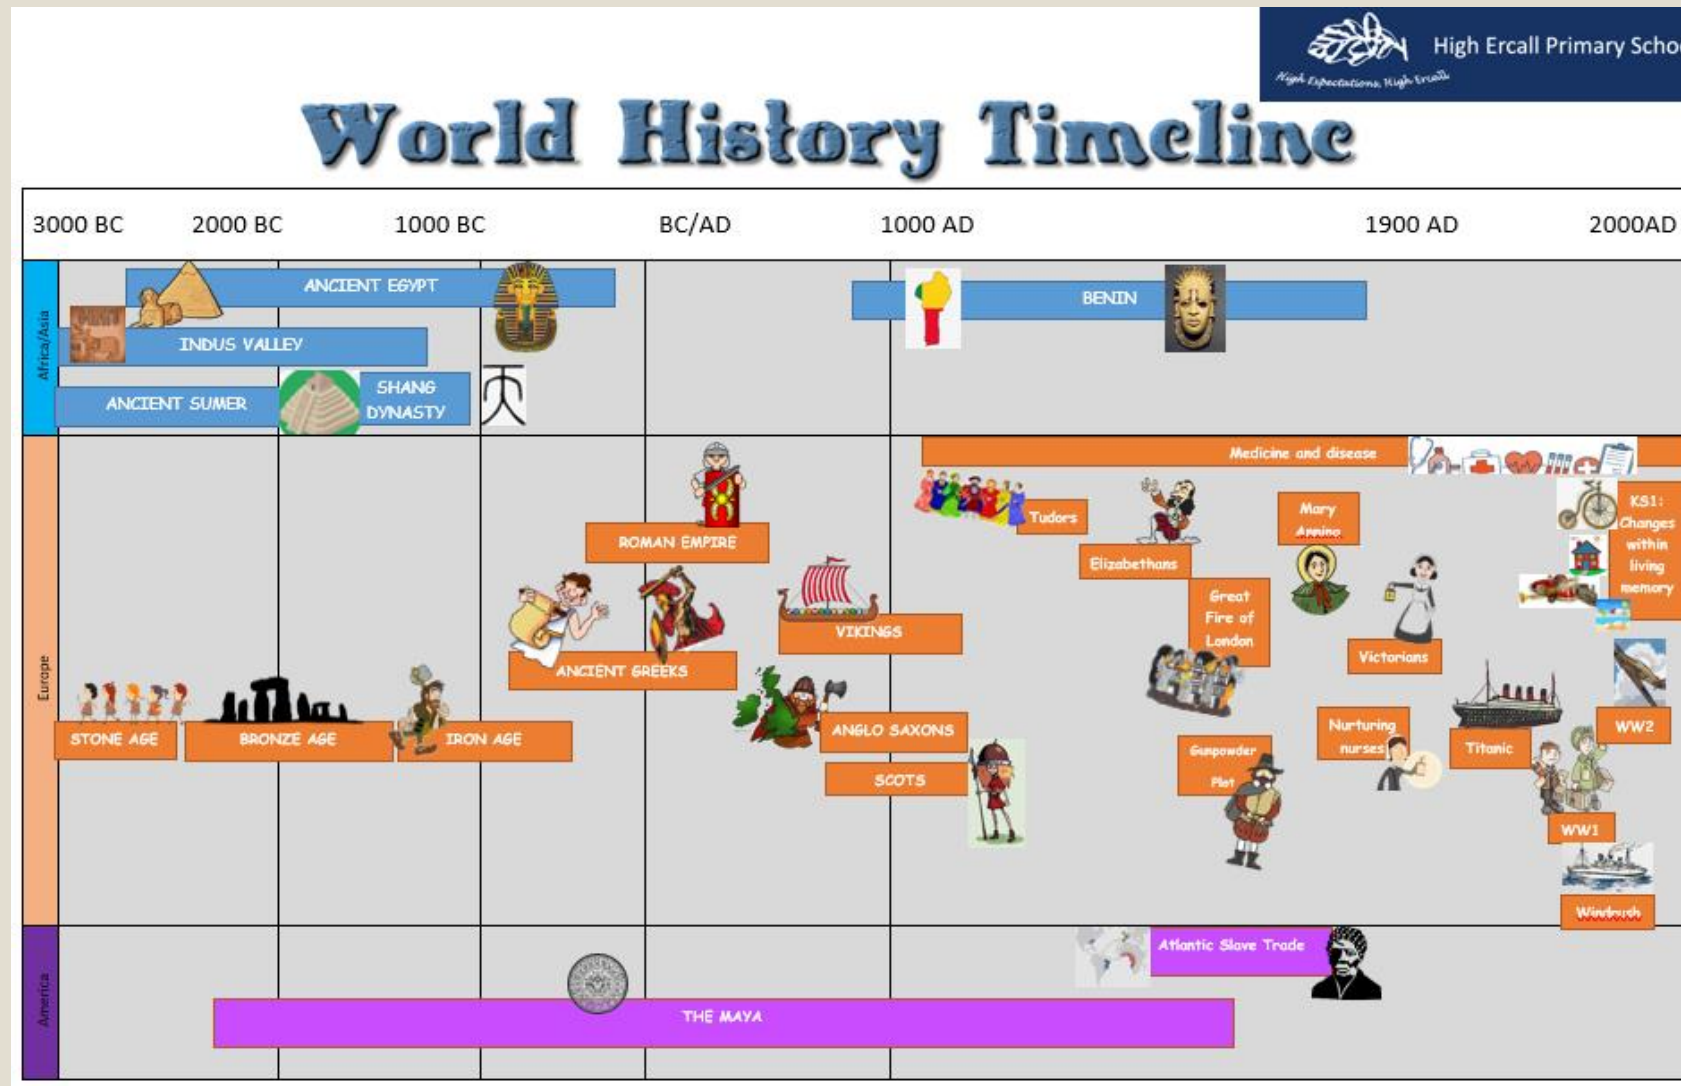 High Ercall Primary Schoo
High Expectations, High Ercall
World History Timeline
3000 BC 2000 BC 1000 BC BC/AD 1000 AD 1900 AD 2000AD
Africa/Asia
ANCIENT EGYPT
BENIN
INDUS VALLEY
ANCIENT SUMER
SHANG
DYNASTY
Europe
Medicine and disease
Tudors
Mary
Anning
KS1:
Changes
within
living
memory
ROMAN EMPIRE
Elizabethans
Great
Fire of
London
VIKINGS
Victorians
ANCIENT GREEKS
STONE AGE
BRONZE AGE
IRON AGE
ANGLO SAXONS
SCOTS
Gunpowder
Plot
Nurturing
nurses
Titanic
WW2
WW1
Windrush
America
Atlantic Slave Trade
THE MAYA